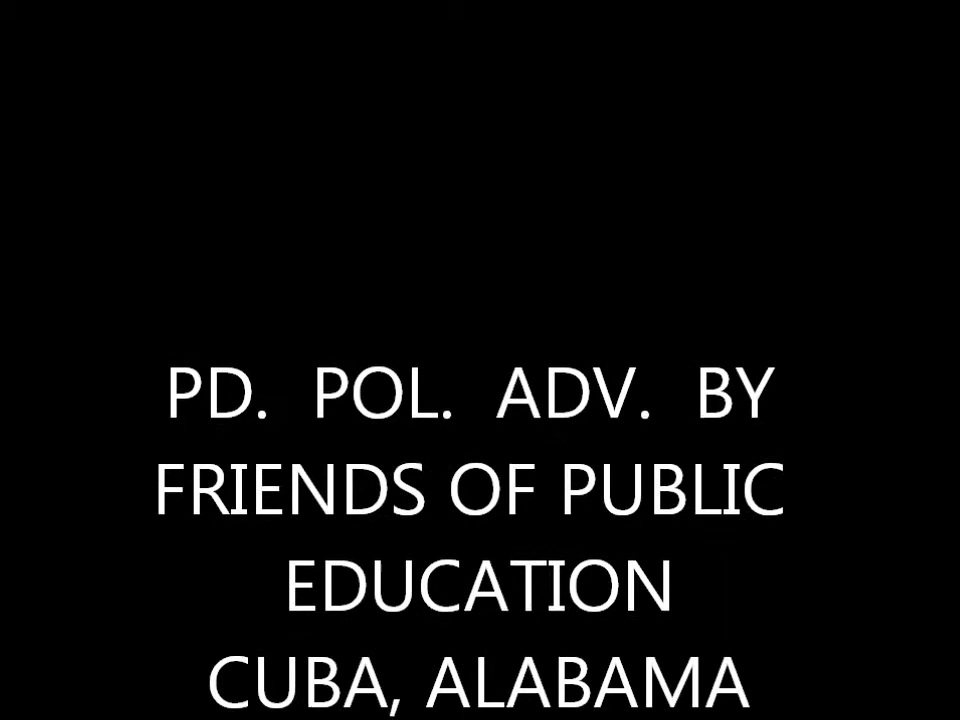 PD. POL. ADV. BY
FRIENDS OF PUBLIC
EDUCATION
CUBA, ALABAMA